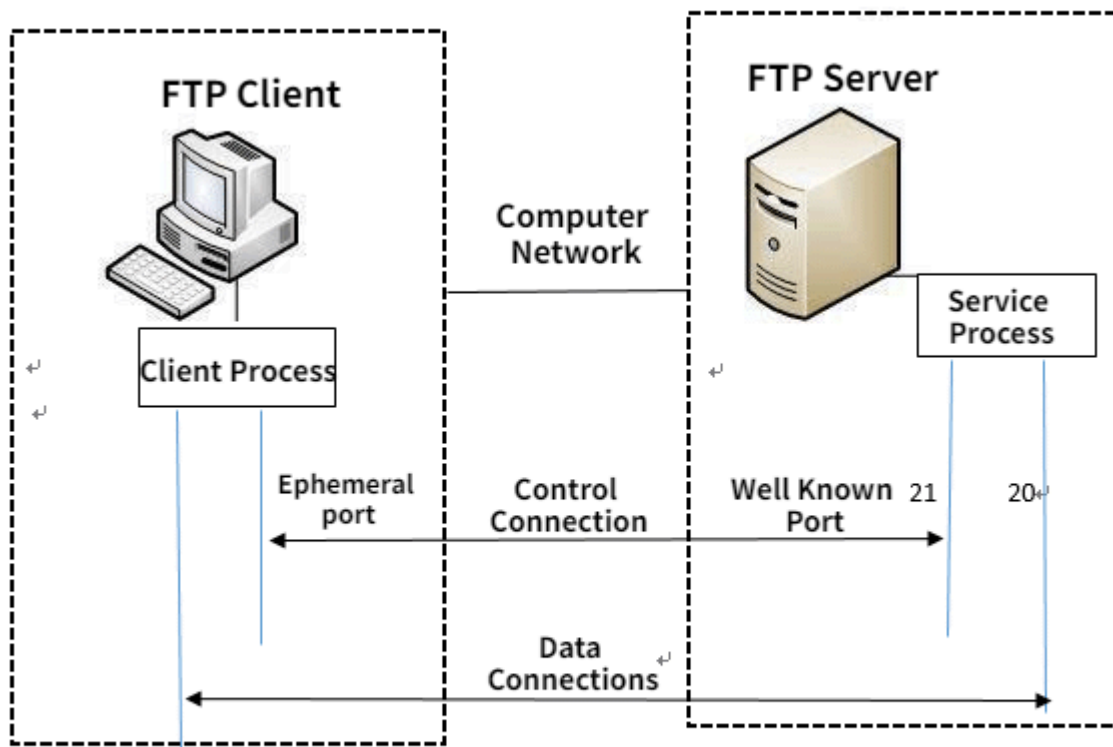 FTP Client
FTP Server
Computer
Network
Service
Process
Client Process
↵
↵
↵
Ephemeral
port
Control
Connection
Well Known
Port
21
20↵
Data
Connections
↵